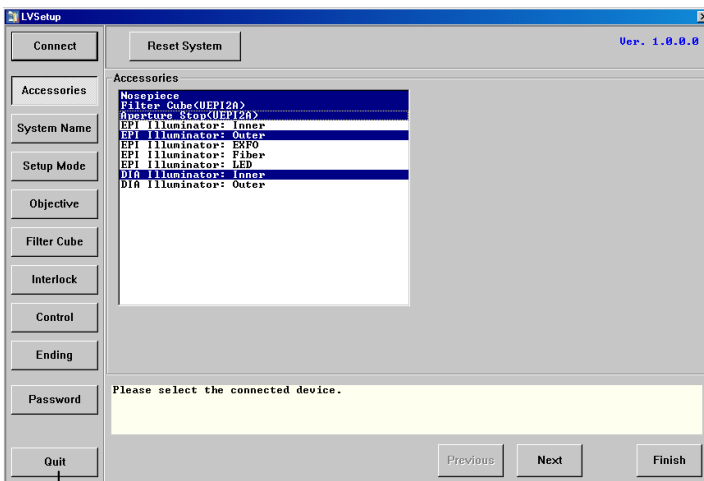 LVSetup
Connect
Reset System
Ver. 1.0.0.0
Accessories
System Name
Setup Mode
Objective
Filter Cube
Interlock
Control
Ending
Password
Quit
Accessories
Nosepiece
Filter Cube(UEPI2A)
Aperture Stop(UEPI2A)
EPI Illuminator: Inner
EPI Illuminator: Outer
EPI Illuminator: EXFO
EPI Illuminator: Fiber
EPI Illuminator: LED
DIA Illuminator: Inner
DIA Illuminator: Outer
Please select the connected device.
Previous
Next
Finish